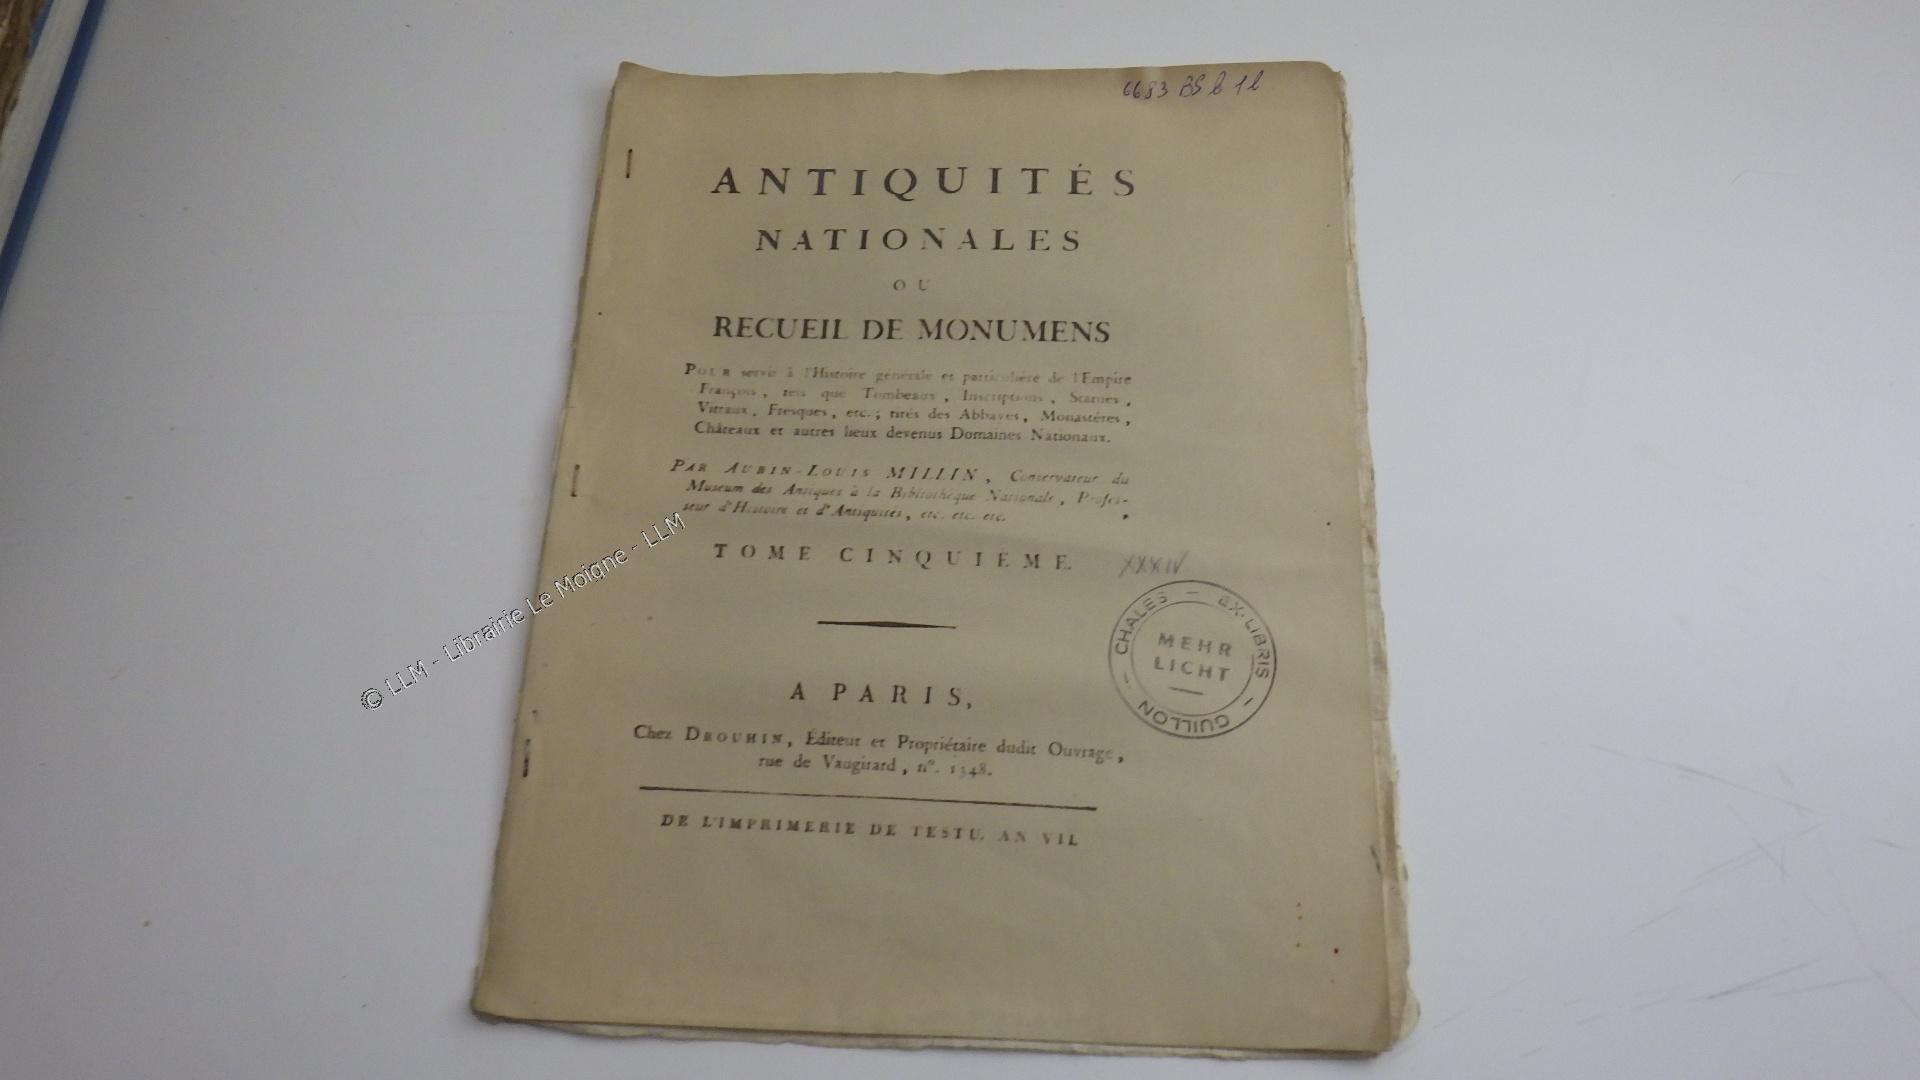 6683 BS b 1b
ANTIQUITÉS
NATIONALES
OU
RECUEIL DE MONUMENS
POUR servir à l'Histoire générale et particulière de l'Empire
François, tels que Tombeaux, Inscriptions, Statues,
Vitraux, Fresques, etc.; tirés des Abbayes, Monastères,
Châteaux et autres lieux devenus Domaines Nationaux.
PAR AUBIN-LOUIS MILLIN, Conservateur du
Museum des Antiques à la Bibliothèque Nationale, Profes-
seur d'Histoire et d'Antiquités, etc. etc. etc.
TOME CINQUIEME.
XXXIV
CHALES - EX-LIBRIS - GUILLON -
MEHR
LICHT
A PARIS,
Chez DROUHIN, Éditeur et Propriétaire dudit Ouvrage,
rue de Vaugirard, n°. 1348.
DE L'IMPRIMERIE DE TESTU. AN VII.
© LLM - Librairie Le Moigne - LLM